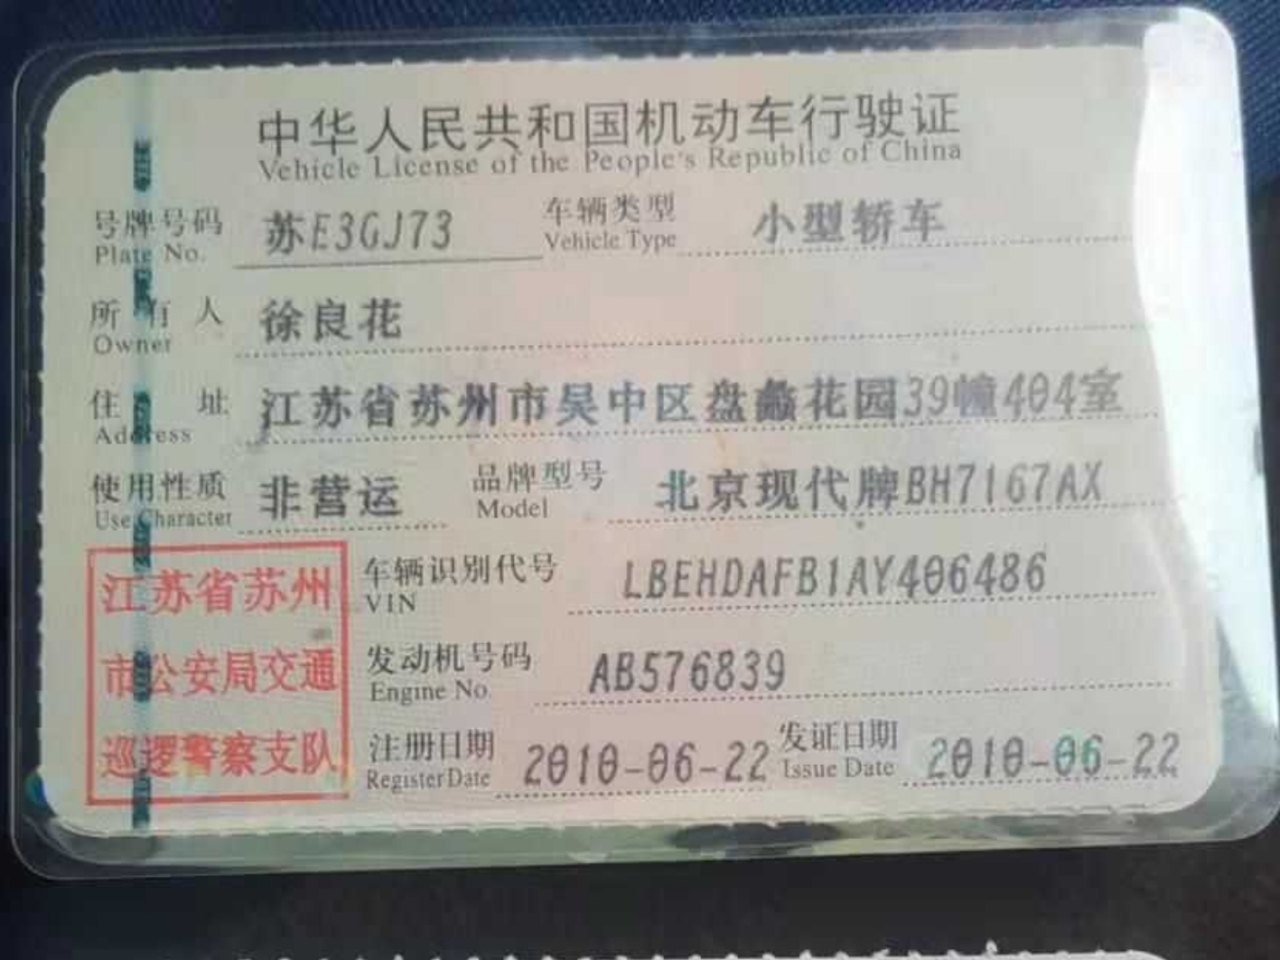 中华人民共和国机动车行驶证
Vehicle License of the People's Republic of China
号牌号码 苏E3GJ73 车辆类型 小型轿车
Plate No. Vehicle Type
所有人 徐良花
Owner
住址 江苏省苏州市吴中区盘蠡花园39幢404室
Address
使用性质 非营运 品牌型号 北京现代牌BH7167AX
Use Character Model
江苏省苏州
市公安局交通
巡逻警察支队
车辆识别代号 LBEHDAFB1AY406486
VIN
发动机号码 AB576839
Engine No.
注册日期 2010-06-22 发证日期 2010-06-22
Register Date Issue Date